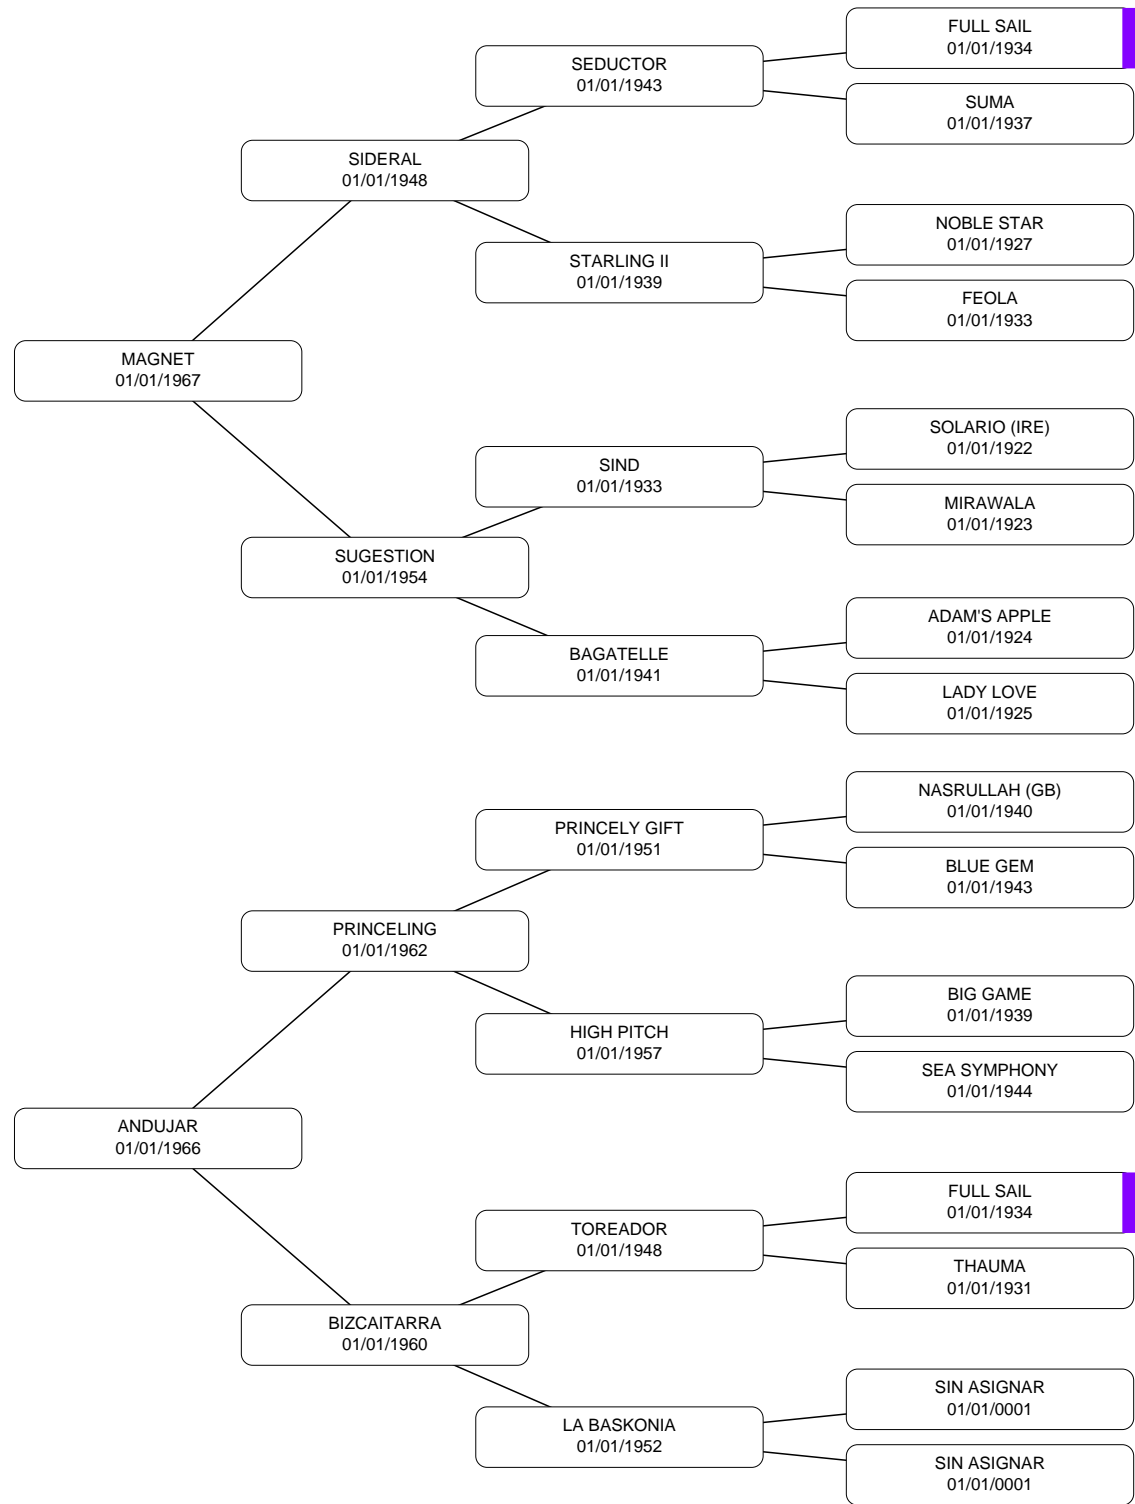 FULL SAIL
01/01/1934
SEDUCTOR
01/01/1943
SUMA
01/01/1937
SIDERAL
01/01/1948
NOBLE STAR
01/01/1927
STARLING II
01/01/1939
FEOLA
01/01/1933
MAGNET
01/01/1967
SOLARIO (IRE)
01/01/1922
SIND
01/01/1933
MIRAWALA
01/01/1923
SUGESTION
01/01/1954
ADAM'S APPLE
01/01/1924
BAGATELLE
01/01/1941
LADY LOVE
01/01/1925
NASRULLAH (GB)
01/01/1940
PRINCELY GIFT
01/01/1951
BLUE GEM
01/01/1943
PRINCELING
01/01/1962
BIG GAME
01/01/1939
HIGH PITCH
01/01/1957
SEA SYMPHONY
01/01/1944
ANDUJAR
01/01/1966
FULL SAIL
01/01/1934
TOREADOR
01/01/1948
THAUMA
01/01/1931
BIZCAITARRA
01/01/1960
SIN ASIGNAR
01/01/0001
LA BASKONIA
01/01/1952
SIN ASIGNAR
01/01/0001